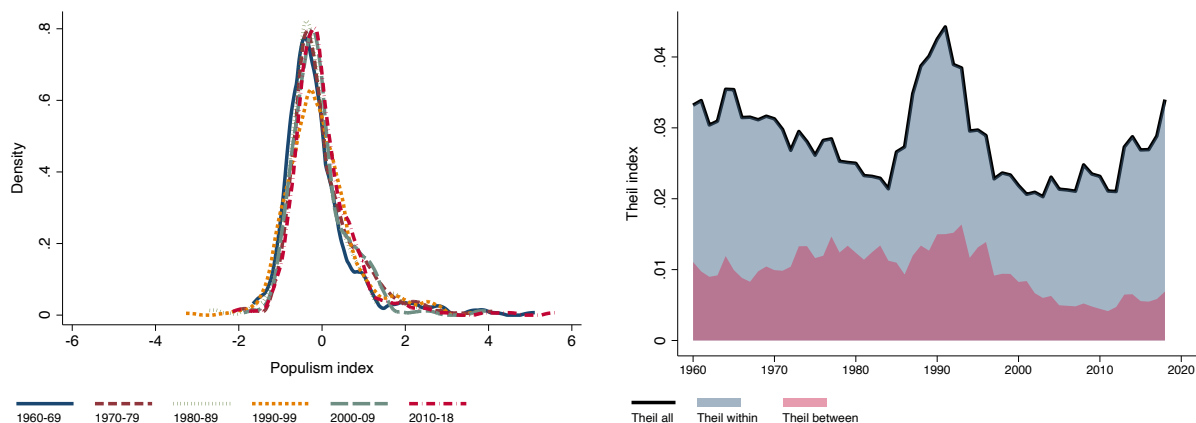 Density
.8
.6
.4
.2
0
-6 -4 -2 0 2 4 6
Populism index
1960-69 1970-79 1980-89 1990-99 2000-09 2010-18
Theil index
.04
.03
.02
.01
0
1960 1970 1980 1990 2000 2010 2020
Theil all Theil within Theil between